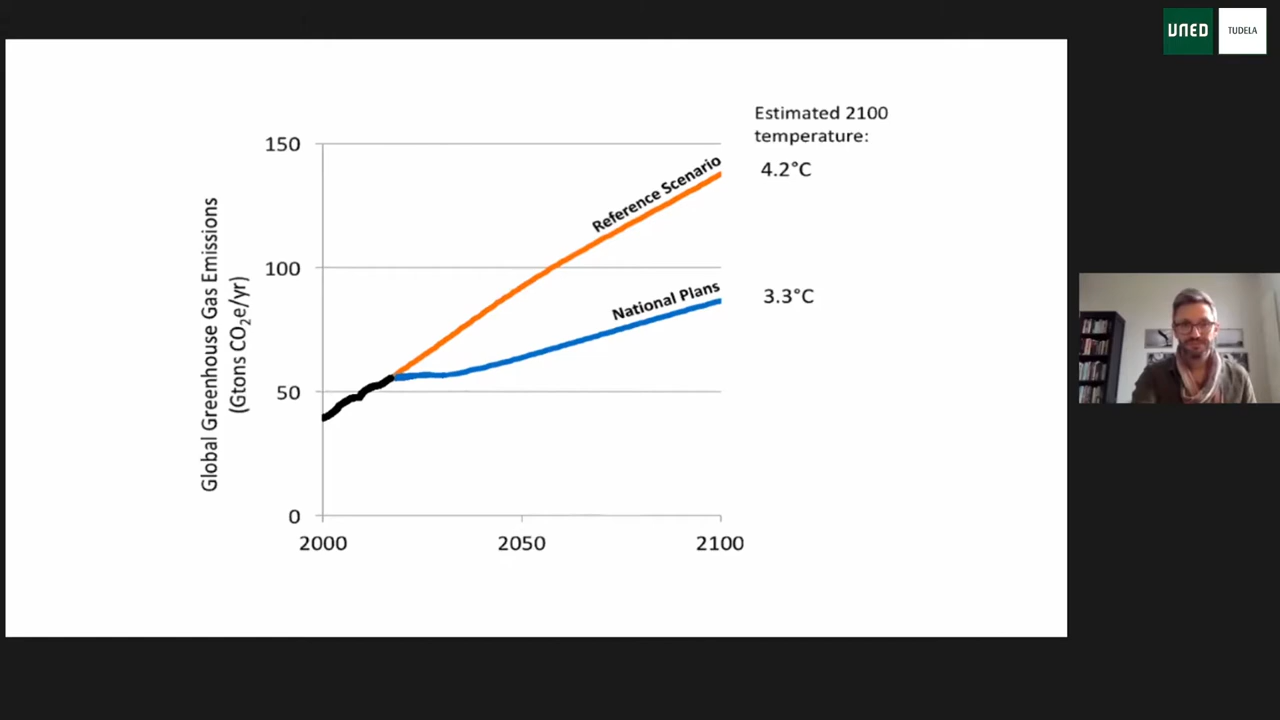 UNED
TUDELA
Estimated 2100
temperature:
4.2°C
3.3°C
Reference Scenario
National Plans
Global Greenhouse Gas Emissions
(Gtons CO₂e/yr)
150
100
50
0
2000
2050
2100